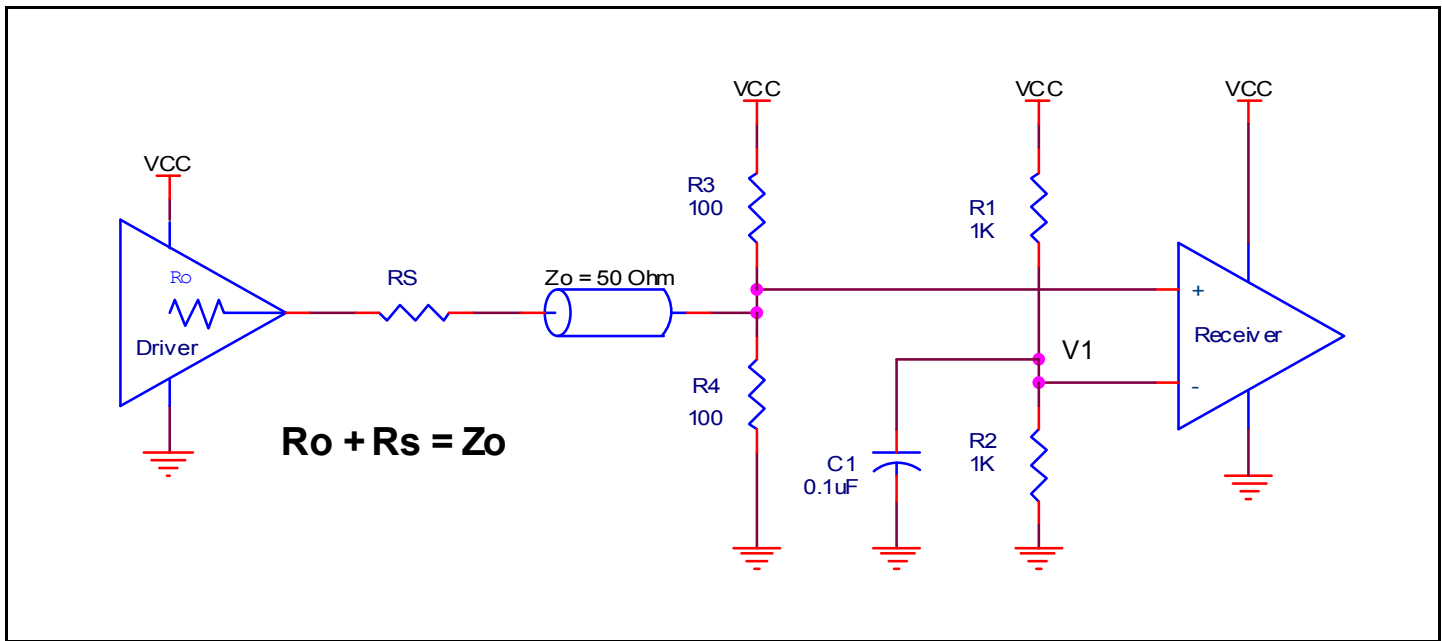 VCC
VCC
VCC
VCC
R3
100
R1
1K
Ro
RS
Zo = 50 Ohm
+
Driver
Receiver
V1
-
R4
100
Ro + Rs = Zo
R2
1K
C1
0.1uF